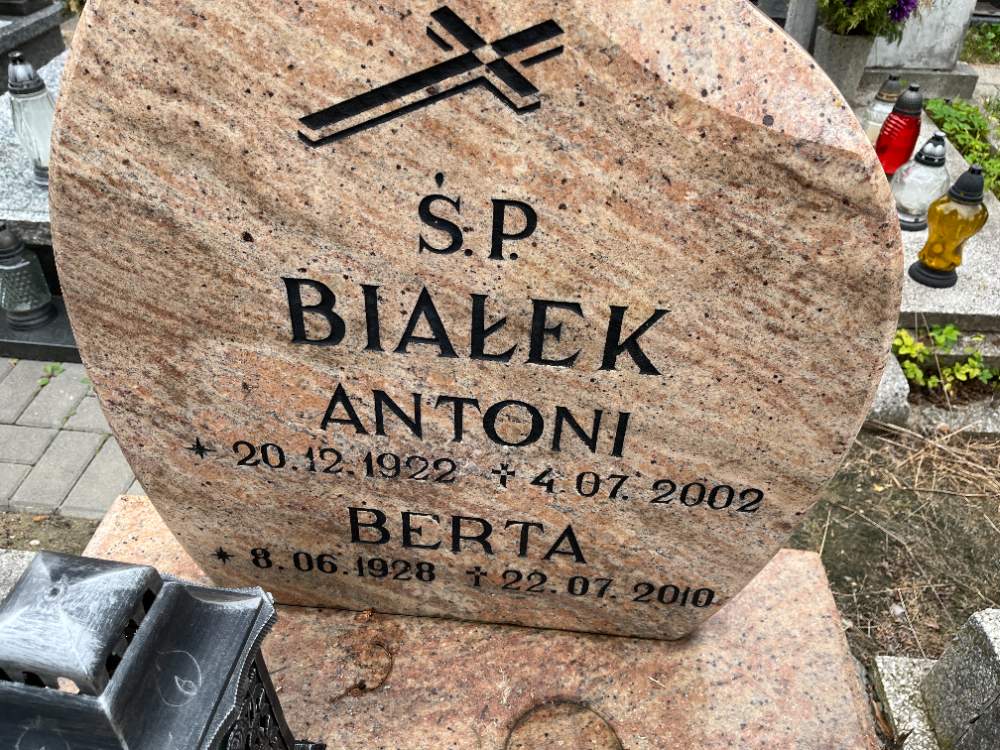 Ś.P.
BIAŁEK
ANTONI
* 20.12.1922 † 4.07.2002
BERTA
* 8.06.1928 † 22.07.2010